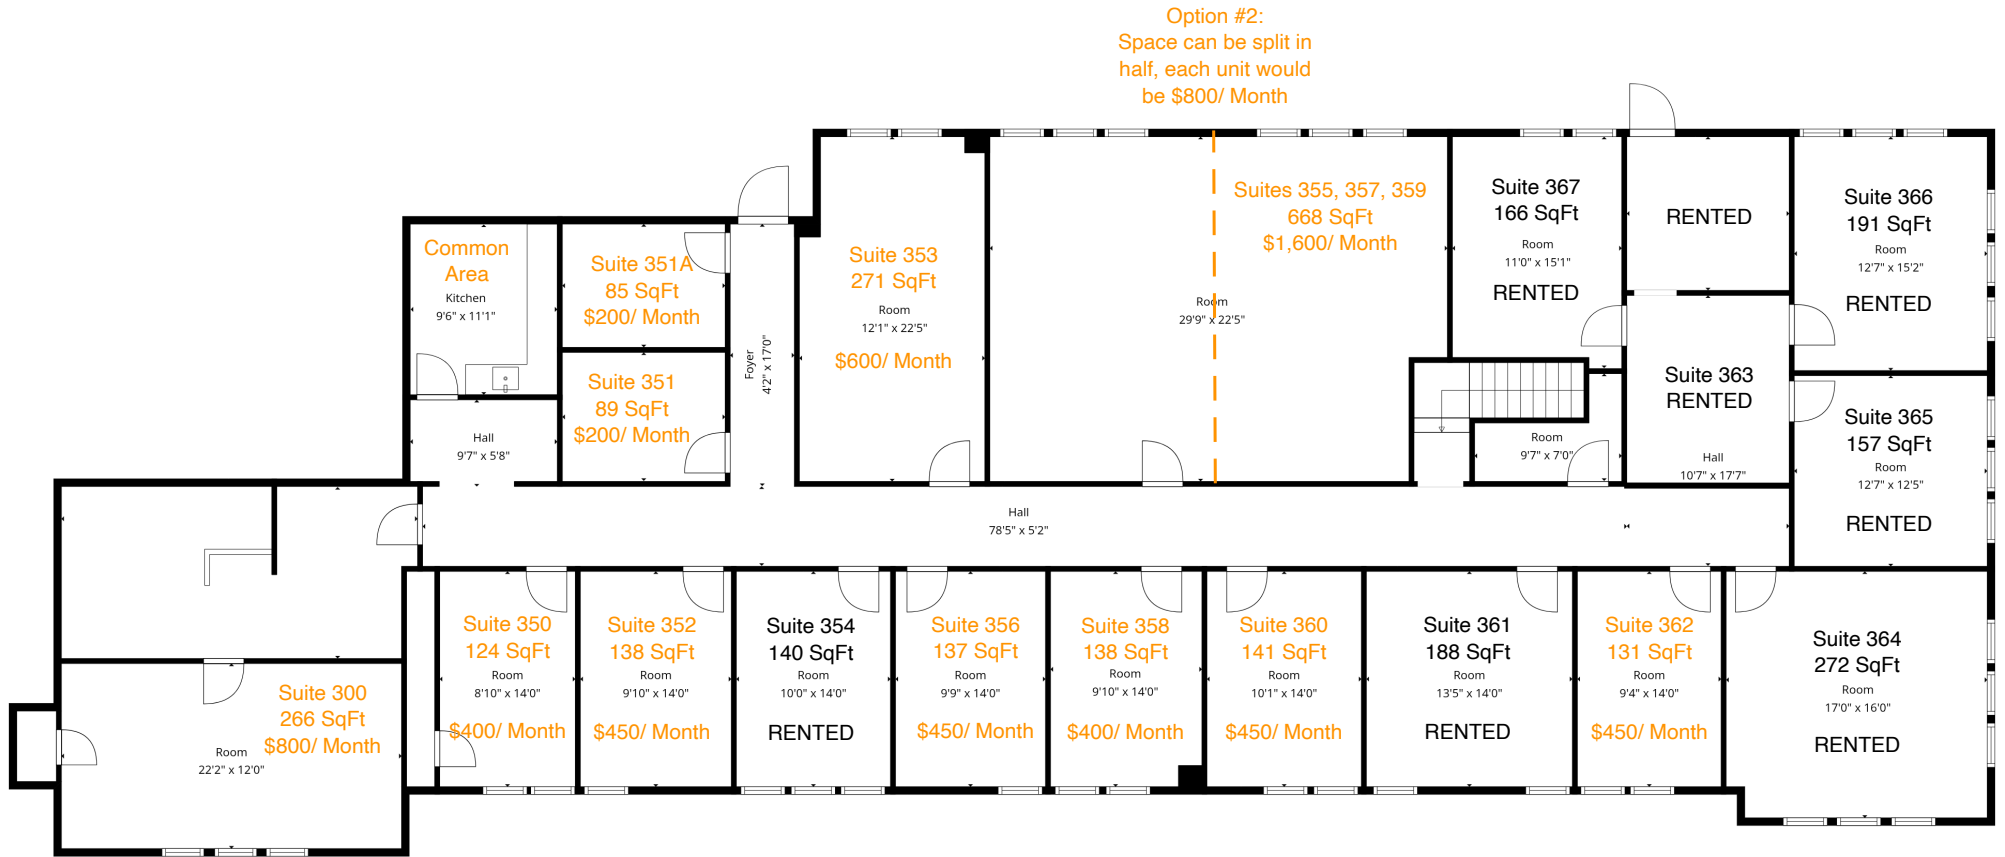 Option #2:
Space can be split in
half, each unit would
be $800/ Month
Common
Area
Kitchen
9'6" x 11'1"
Suite 351A
85 SqFt
$200/ Month
Suite 351
89 SqFt
$200/ Month
Hall
9'7" x 5'8"
Foyer
4'2" x 17'0"
Suite 353
271 SqFt
Room
12'1" x 22'5"
$600/ Month
Suites 355, 357, 359
668 SqFt
$1,600/ Month
Room
29'9" x 22'5"
Suite 367
166 SqFt
Room
11'0" x 15'1"
RENTED
RENTED
Suite 366
191 SqFt
Room
12'7" x 15'2"
RENTED
Suite 363
RENTED
Hall
10'7" x 17'7"
Room
9'7" x 7'0"
Suite 365
157 SqFt
Room
12'7" x 12'5"
RENTED
Hall
78'5" x 5'2"
Suite 300
266 SqFt
$800/ Month
Room
22'2" x 12'0"
Suite 350
124 SqFt
Room
8'10" x 14'0"
$400/ Month
Suite 352
138 SqFt
Room
9'10" x 14'0"
$450/ Month
Suite 354
140 SqFt
Room
10'0" x 14'0"
RENTED
Suite 356
137 SqFt
Room
9'9" x 14'0"
$450/ Month
Suite 358
138 SqFt
Room
9'10" x 14'0"
$400/ Month
Suite 360
141 SqFt
Room
10'1" x 14'0"
$450/ Month
Suite 361
188 SqFt
Room
13'5" x 14'0"
RENTED
Suite 362
131 SqFt
Room
9'4" x 14'0"
$450/ Month
Suite 364
272 SqFt
Room
17'0" x 16'0"
RENTED